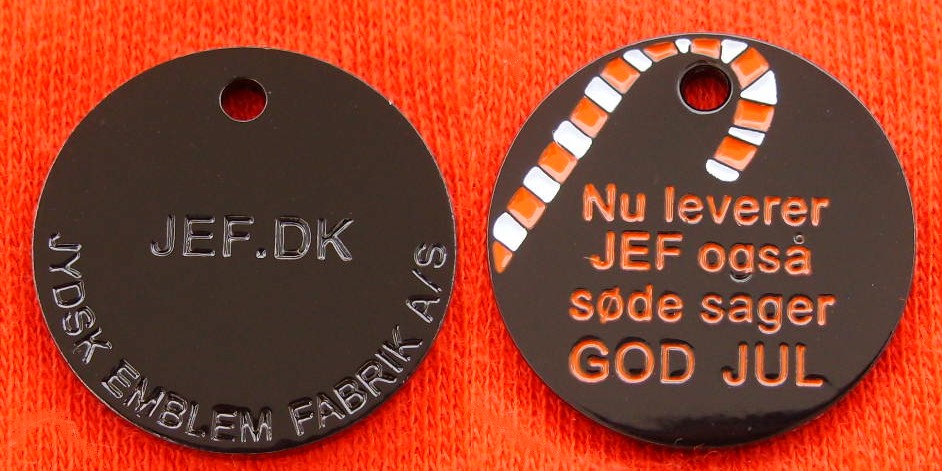 JEF.DK
JYDSK EMBLEM FABRIK A/S
Nu leverer
JEF også
søde sager
GOD JUL